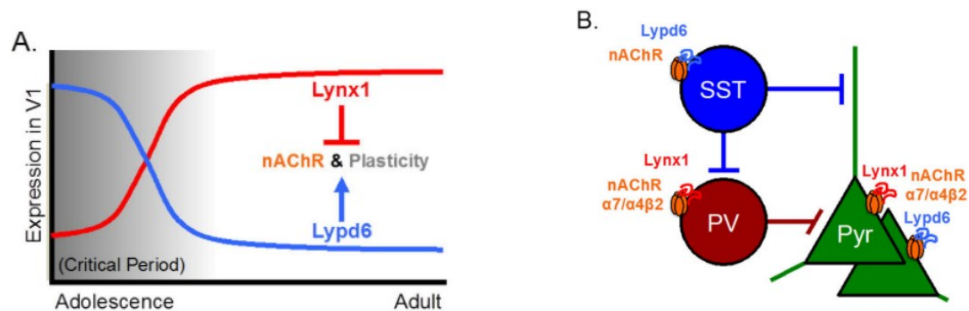 A.
Expression in V1
Lynx1
nAChR & Plasticity
Lypd6
(Critical Period)
Adolescence
Adult
B.
Lypd6
nAChR
SST
Lynx1
nAChR
α7/α4β2
PV
Lynx1
nAChR
α7/α4β2
Lypd6
Pyr